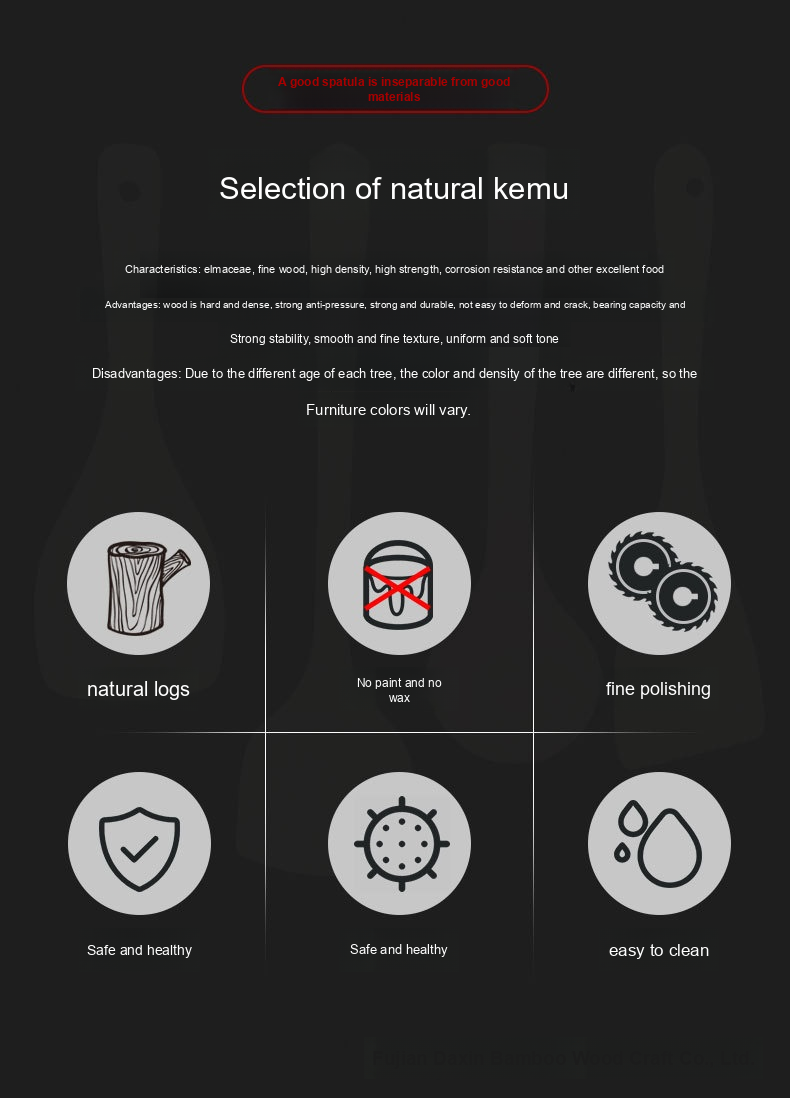 A good spatula is inseparable from good
materials
Selection of natural kemu
Characteristics: elmaceae, fine wood, high density, high strength, corrosion resistance and other excellent food
Advantages: wood is hard and dense, strong anti-pressure, strong and durable, not easy to deform and crack, bearing capacity and
Strong stability, smooth and fine texture, uniform and soft tone
Disadvantages: Due to the different age of each tree, the color and density of the tree are different, so the
Furniture colors will vary.
natural logs
No paint and no
wax
fine polishing
Safe and healthy
Safe and healthy
easy to clean